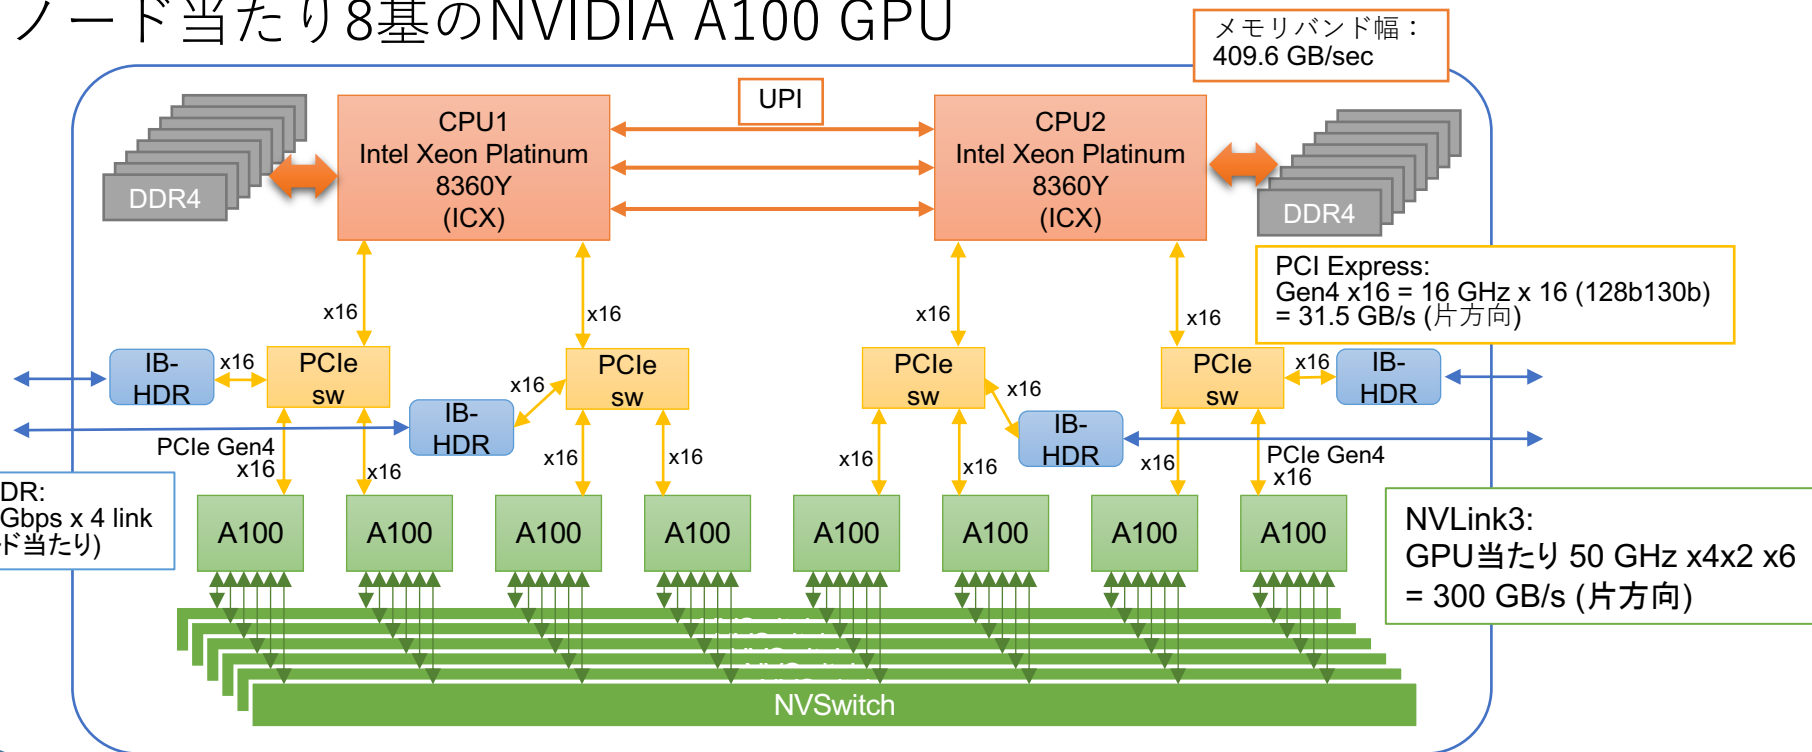 ノード当たり8基のNVIDIA A100 GPU
メモリバンド幅：
409.6 GB/sec
UPI
CPU1
Intel Xeon Platinum
8360Y
(ICX)
CPU2
Intel Xeon Platinum
8360Y
(ICX)
DDR4
DDR4
PCI Express:
Gen4 x16 = 16 GHz x 16 (128b130b)
= 31.5 GB/s (片方向)
x16
x16
x16
x16
IB-
HDR
x16
PCIe
sw
x16
PCIe
sw
PCIe
sw
x16
PCIe
sw
x16
IB-
HDR
IB-
HDR
IB-
HDR
PCIe Gen4
x16
x16
x16
x16
x16
x16
x16
PCIe Gen4
x16
DR:
Gbps x 4 link
ド当たり)
A100
A100
A100
A100
A100
A100
A100
A100
NVLink3:
GPU当たり 50 GHz x4x2 x6
= 300 GB/s (片方向)
NVSwitch